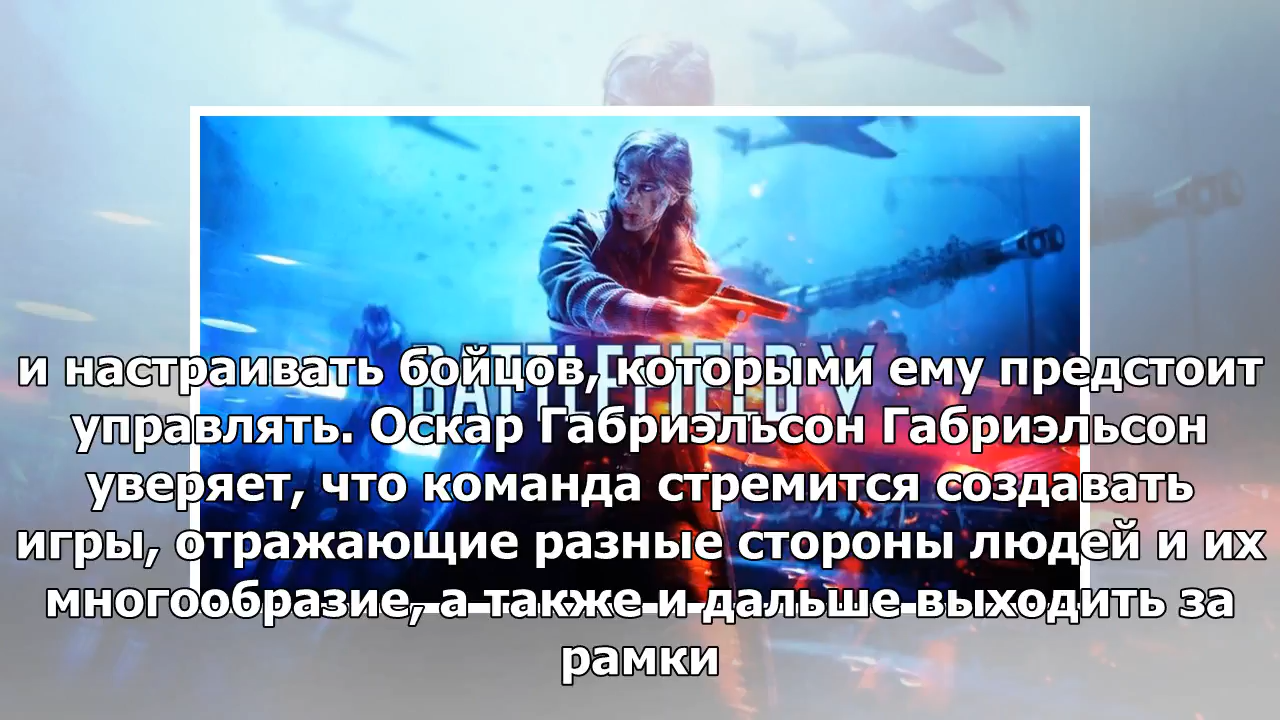 BATTLEFIELD V
и настраивать бойцов, которыми ему предстоит
управлять. Оскар Габриэльсон Габриэльсон
уверяет, что команда стремится создавать
игры, отражающие разные стороны людей и их
многообразие, а также и дальше выходить за
рамки